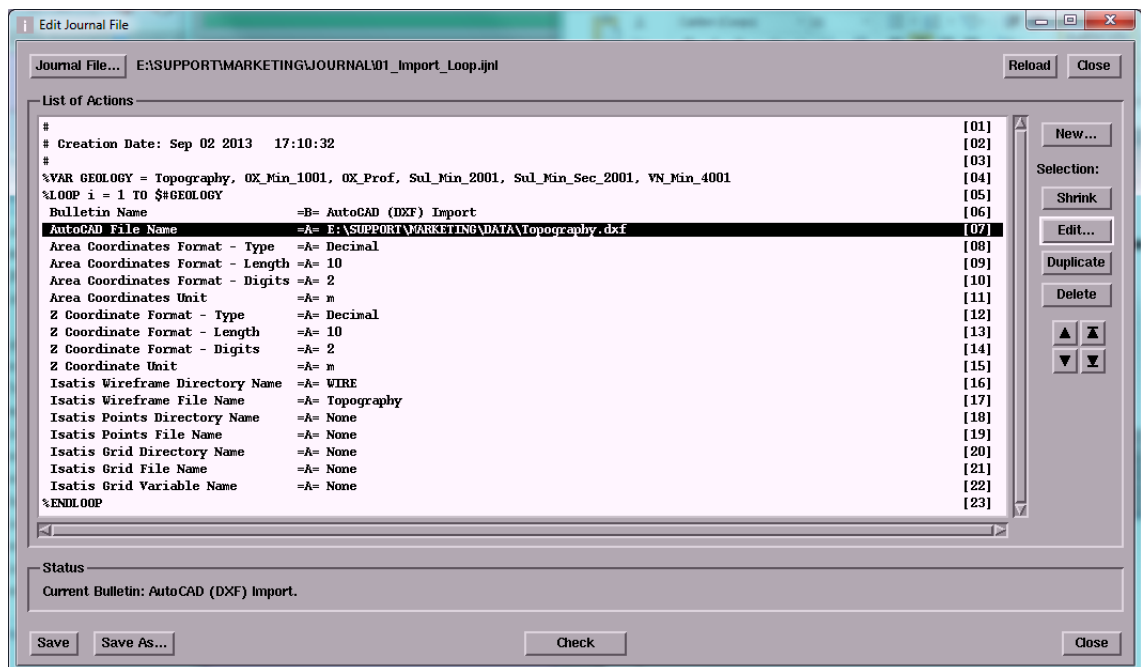 Edit Journal File
Journal File... E:\SUPPORT\MARKETING\JOURNAL\01_Import_Loop.ijnl Reload Close
List of Actions
# [01]
# Creation Date: Sep 02 2013 17:10:32 [02]
# [03]
%VAR GEOLOGY = Topography, OX_Min_1001, OX_Prof, Sul_Min_2001, Sul_Min_Sec_2001, VN_Min_4001 [04]
%LOOP i = 1 TO $#GEOLOGY [05]
Bulletin Name =B= AutoCAD (DXF) Import [06]
AutoCAD File Name =A= E:\SUPPORT\MARKETING\DATA\Topography.dxf [07]
Area Coordinates Format - Type =A= Decimal [08]
Area Coordinates Format - Length =A= 10 [09]
Area Coordinates Format - Digits =A= 2 [10]
Area Coordinates Unit =A= m [11]
Z Coordinate Format - Type =A= Decimal [12]
Z Coordinate Format - Length =A= 10 [13]
Z Coordinate Format - Digits =A= 2 [14]
Z Coordinate Unit =A= m [15]
Isatis Wireframe Directory Name =A= WIRE [16]
Isatis Wireframe File Name =A= Topography [17]
Isatis Points Directory Name =A= None [18]
Isatis Points File Name =A= None [19]
Isatis Grid Directory Name =A= None [20]
Isatis Grid File Name =A= None [21]
Isatis Grid Variable Name =A= None [22]
%ENDLOOP [23]
New...
Selection:
Shrink
Edit...
Duplicate
Delete
Status
Current Bulletin: AutoCAD (DXF) Import.
Save Save As... Check Close